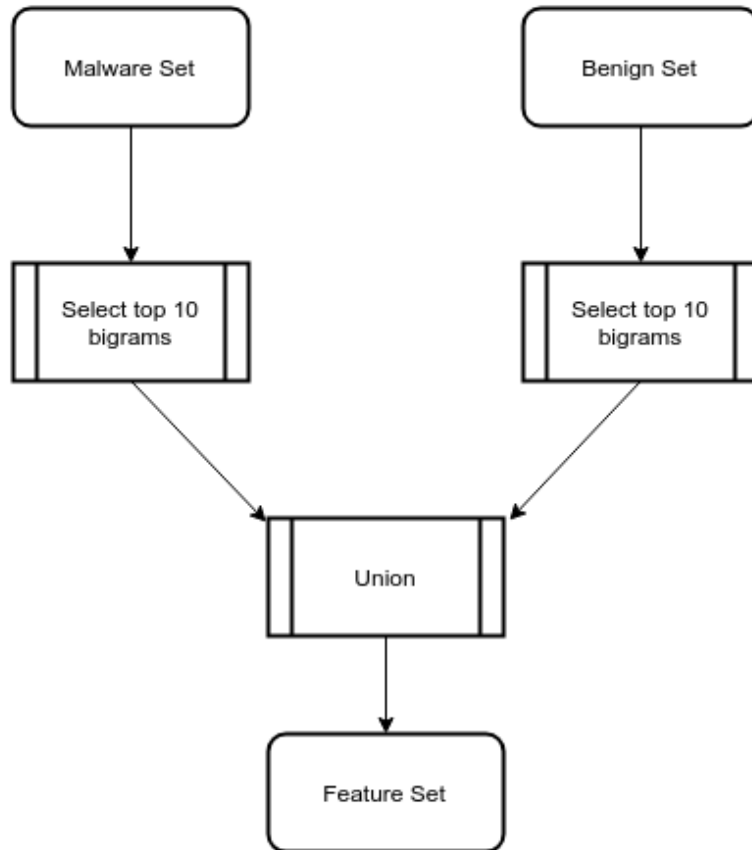 Malware Set
Benign Set
Select top 10
bigrams
Select top 10
bigrams
Union
Feature Set